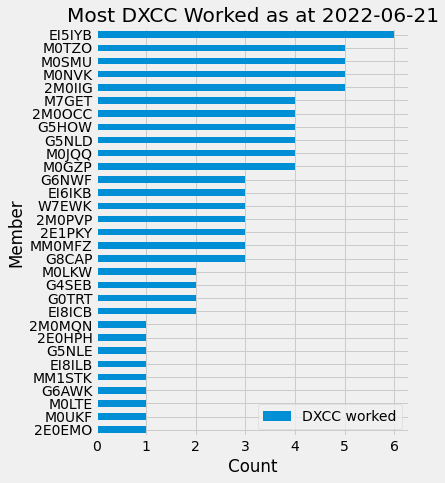 Most DXCC Worked as at 2022-06-21
EI5IYB
M0TZO
M0SMU
M0NVK
2M0IIG
M7GET
2M0OCC
G5HOW
G5NLD
M0JQQ
M0GZP
G6NWF
EI6IKB
W7EWK
2M0PVP
2E1PKY
MM0MFZ
G8CAP
M0LKW
G4SEB
G0TRT
EI8ICB
2M0MQN
2E0HPH
G5NLE
EI8ILB
MM1STK
G6AWK
M0LTE
M0UKF
2E0EMO
Member
DXCC worked
0 1 2 3 4 5 6
Count